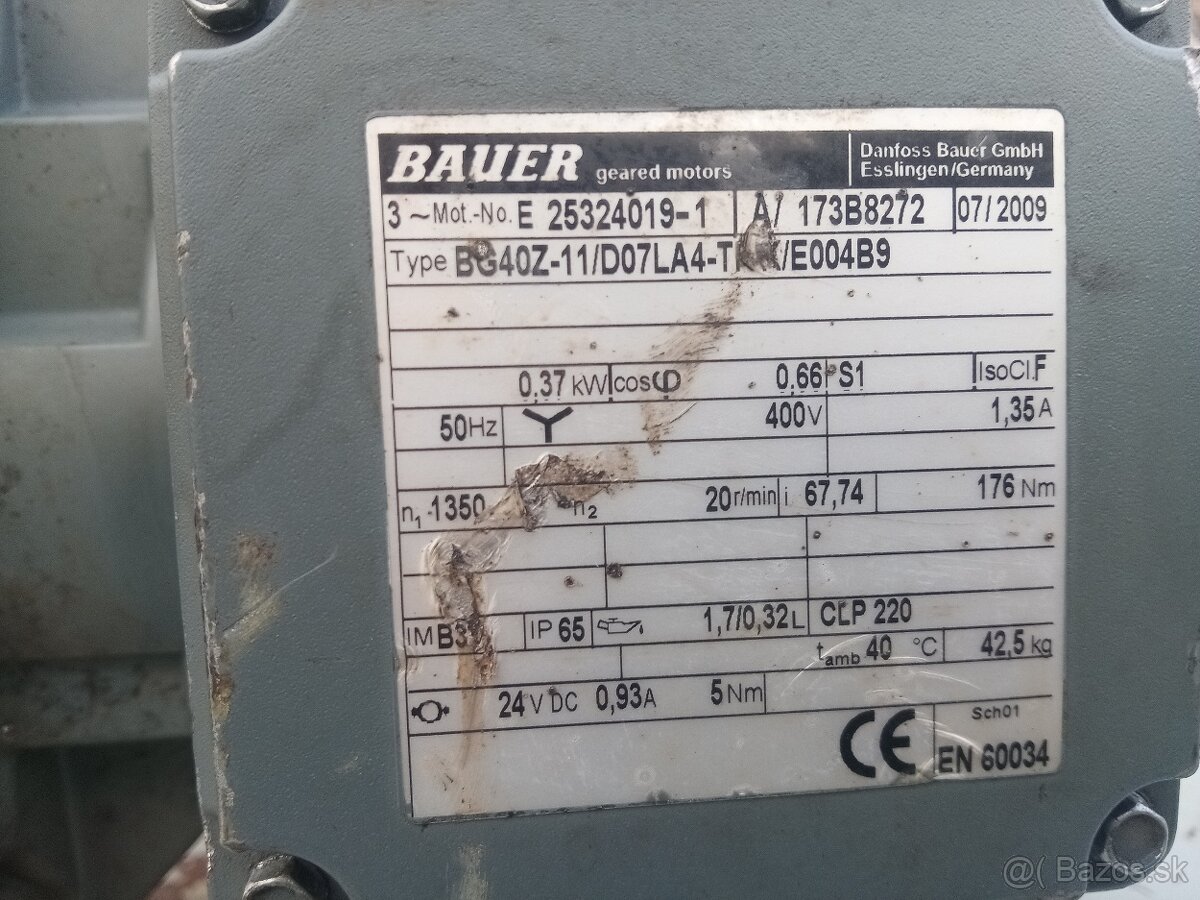 BAUER geared motors Danfoss Bauer GmbH
Esslingen/Germany
3 ~ Mot.-No. E 25324019-1 A/ 173B8272 07/2009
Type BG40Z-11/D07LA4- /E004B9
0,37 kW cosφ 0,66 S1 IsoCl.F
50Hz 400V 1,35 A
n1 1350 n2 20 r/min i 67,74 176 Nm
IM B3 IP 65 1,7/0,32 L CLP 220
tamb 40 °C 42,5 kg
24 V DC 0,93 A 5 Nm
Sch01
CE EN 60034
@( Bazos.sk